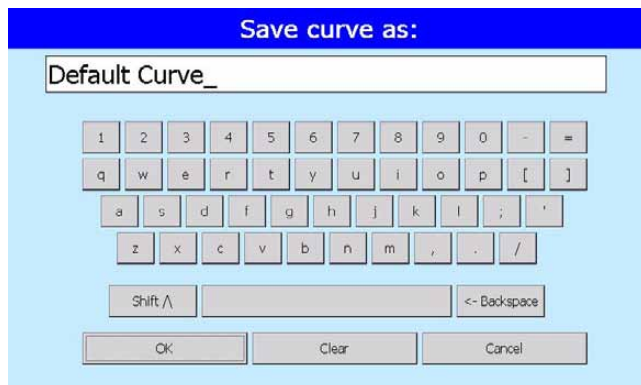 Save curve as:
Default Curve_
1 2 3 4 5 6 7 8 9 0 - =
q w e r t y u i o p [ ]
a s d f g h j k l ; '
z x c v b n m , . /
Shift /\ <- Backspace
OK Clear Cancel